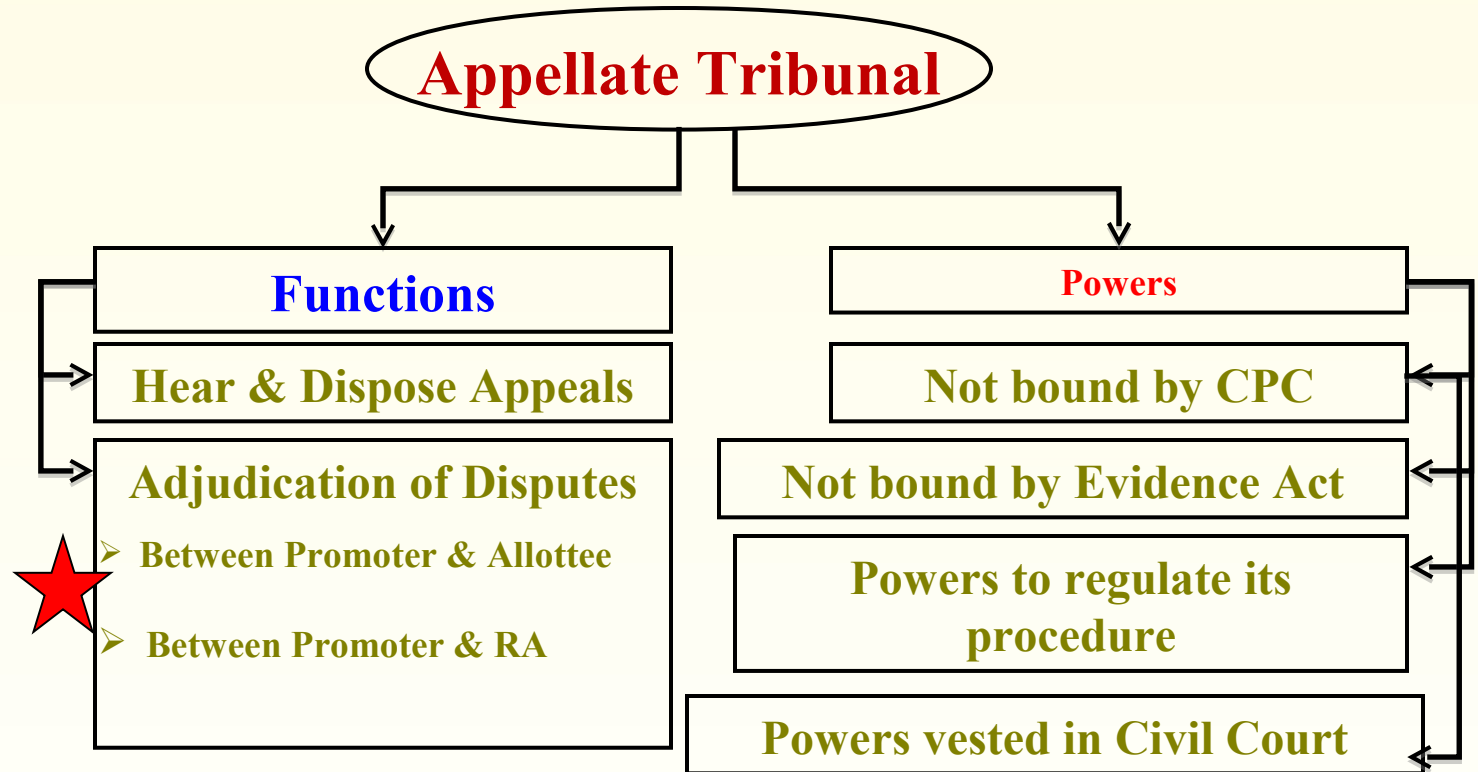 Appellate Tribunal
Functions
Hear & Dispose Appeals
Adjudication of Disputes
➢ Between Promoter & Allottee
➢ Between Promoter & RA
Powers
Not bound by CPC
Not bound by Evidence Act
Powers to regulate its
procedure
Powers vested in Civil Court